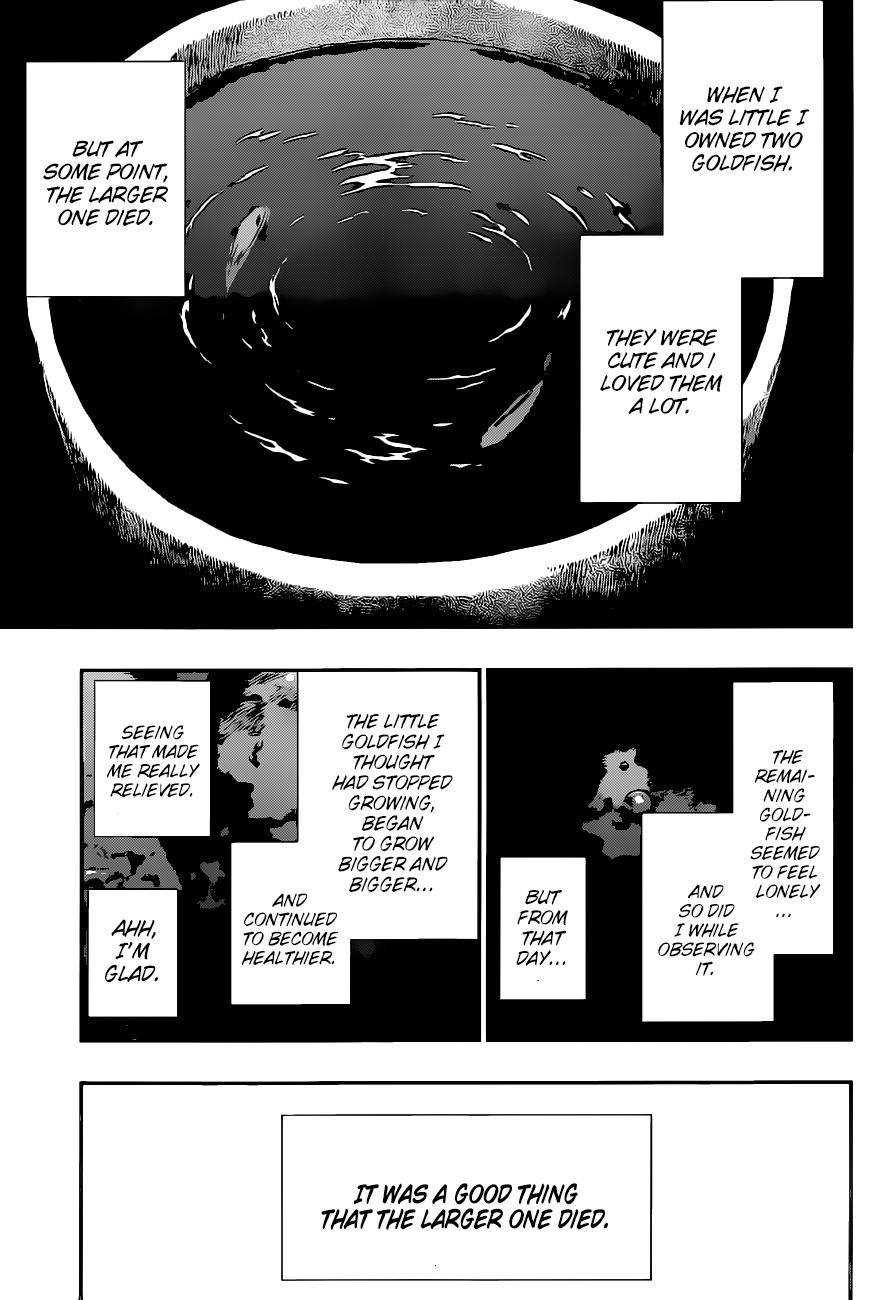 WHEN I
WAS LITTLE I
OWNED TWO
GOLDFISH.
THEY WERE
CUTE AND I
LOVED THEM
A LOT.
BUT AT
SOME POINT,
THE LARGER
ONE DIED.
THE
REMAI-
NING
GOLD-
FISH
SEEMED
TO FEEL
LONELY
...
AND
SO DID
I WHILE
OBSERVING
IT.
BUT
FROM
THAT
DAY...
THE LITTLE
GOLDFISH I
THOUGHT
HAD STOPPED
GROWING,
BEGAN
TO GROW
BIGGER AND
BIGGER...
AND
CONTINUED
TO BECOME
HEALTHIER.
SEEING
THAT MADE
ME REALLY
RELIEVED.
AHH,
I'M
GLAD.
IT WAS A GOOD THING
THAT THE LARGER ONE DIED.